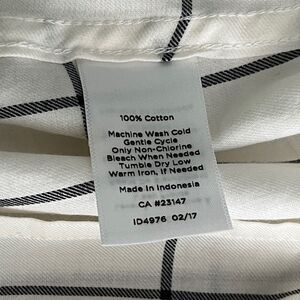 100% Cotton
Machine Wash Cold
Gentle Cycle
Only Non-Chlorine
Bleach When Needed
Tumble Dry Low
Warm Iron, If Needed
Made In Indonesia
CA #23147
ID4976 02/17